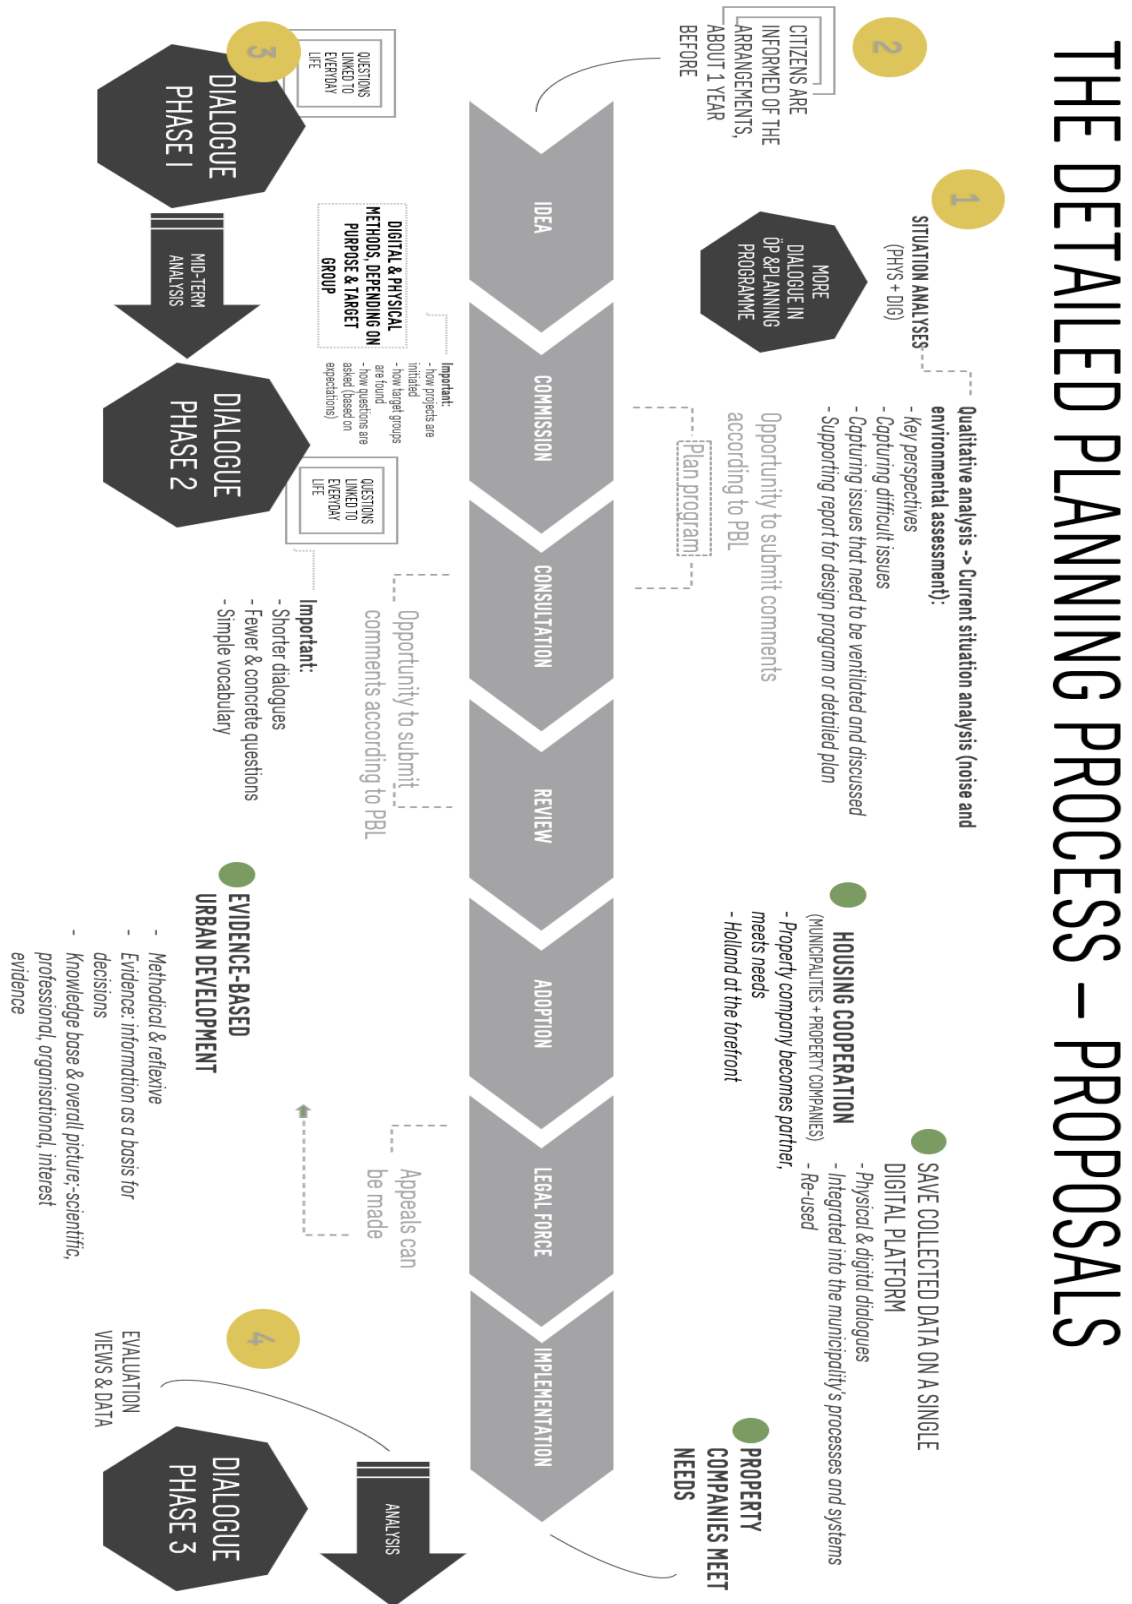 THE DETAILED PLANNING PROCESS – PROPOSALS
2
CITIZENS ARE
INFORMED OF THE
ARRANGEMENTS,
ABOUT 1 YEAR
BEFORE
1
SITUATION ANALYSES
(PHYS + DIG)
MORE
DIALOGUE IN
ÖP &PLANNING
PROGRAMME
Qualitative analysis -> Current situation analysis (noise and
environmental assessment):
- Key perspectives
- Capturing difficult issues
- Capturing issues that need to be ventilated and discussed
- Supporting report for design program or detailed plan
Opportunity to submit comments
according to PBL
Plan program
HOUSING COOPERATION
(MUNICIPALITIES + PROPERTY COMPANIES)
- Property company becomes partner,
meets needs
- Holland at the forefront
SAVE COLLECTED DATA ON A SINGLE
DIGITAL PLATFORM
- Physical & digital dialogues
- Integrated into the municipality's processes and systems
- Re-used
PROPERTY
COMPANIES MEET
NEEDS
IDEA
COMMISSION
CONSULTATION
REVIEW
ADOPTION
LEGAL FORCE
IMPLEMENTATION
3
QUESTIONS
LINKED TO
EVERYDAY
LIFE
DIALOGUE
PHASE 1
MID-TERM
ANALYSIS
DIGITAL & PHYSICAL
METHODS, DEPENDING ON
PURPOSE & TARGET
GROUP
Important:
- how projects are
initiated
- how target groups
are found
- how questions are
asked (based on
expectations)
DIALOGUE
PHASE 2
QUESTIONS
LINKED TO
EVERYDAY
LIFE
Important:
- Shorter dialogues
- Fewer & concrete questions
- Simple vocabulary
Opportunity to submit
comments according to PBL
EVIDENCE-BASED
URBAN DEVELOPMENT
- Methodical & reflexive
- Evidence: information as a basis for
decisions
- Knowledge base & overall picture;-scientific,
professional, organisational, interest
evidence
Appeals can
be made
4
EVALUATION
VIEWS & DATA
ANALYSIS
DIALOGUE
PHASE 3